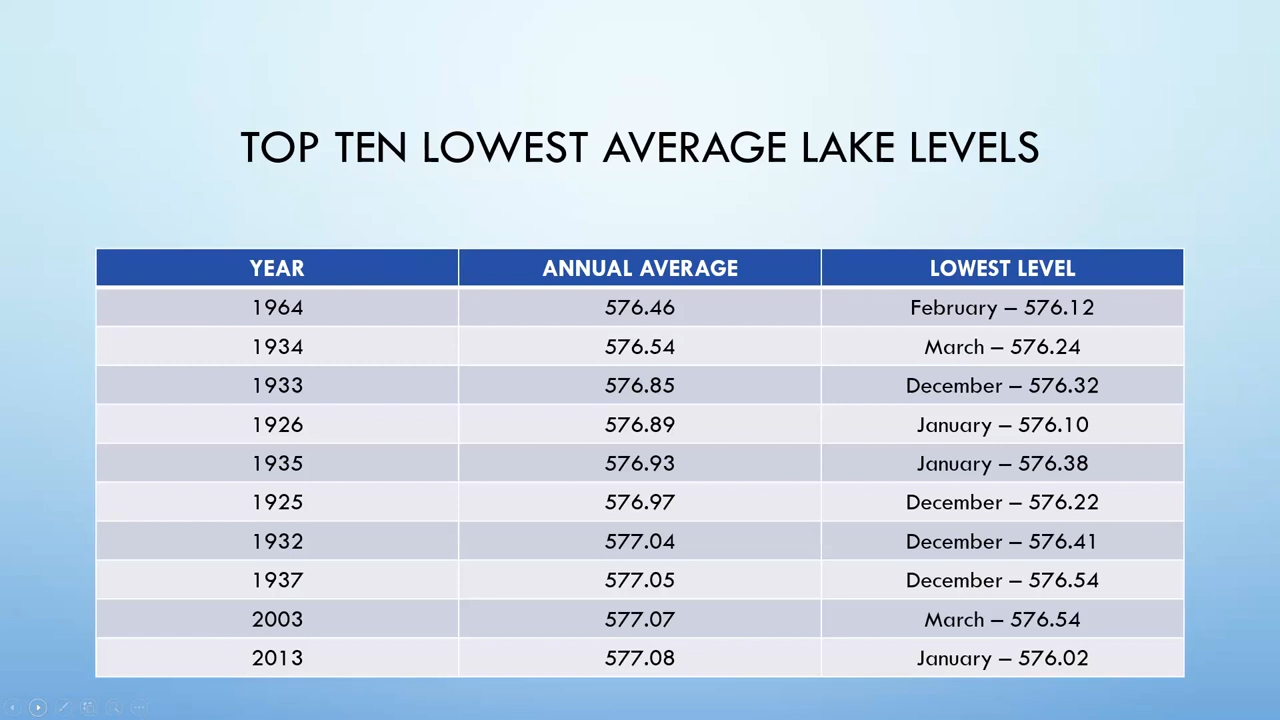 TOP TEN LOWEST AVERAGE LAKE LEVELS
YEAR ANNUAL AVERAGE LOWEST LEVEL
1964 576.46 February – 576.12
1934 576.54 March – 576.24
1933 576.85 December – 576.32
1926 576.89 January – 576.10
1935 576.93 January – 576.38
1925 576.97 December – 576.22
1932 577.04 December – 576.41
1937 577.05 December – 576.54
2003 577.07 March – 576.54
2013 577.08 January – 576.02